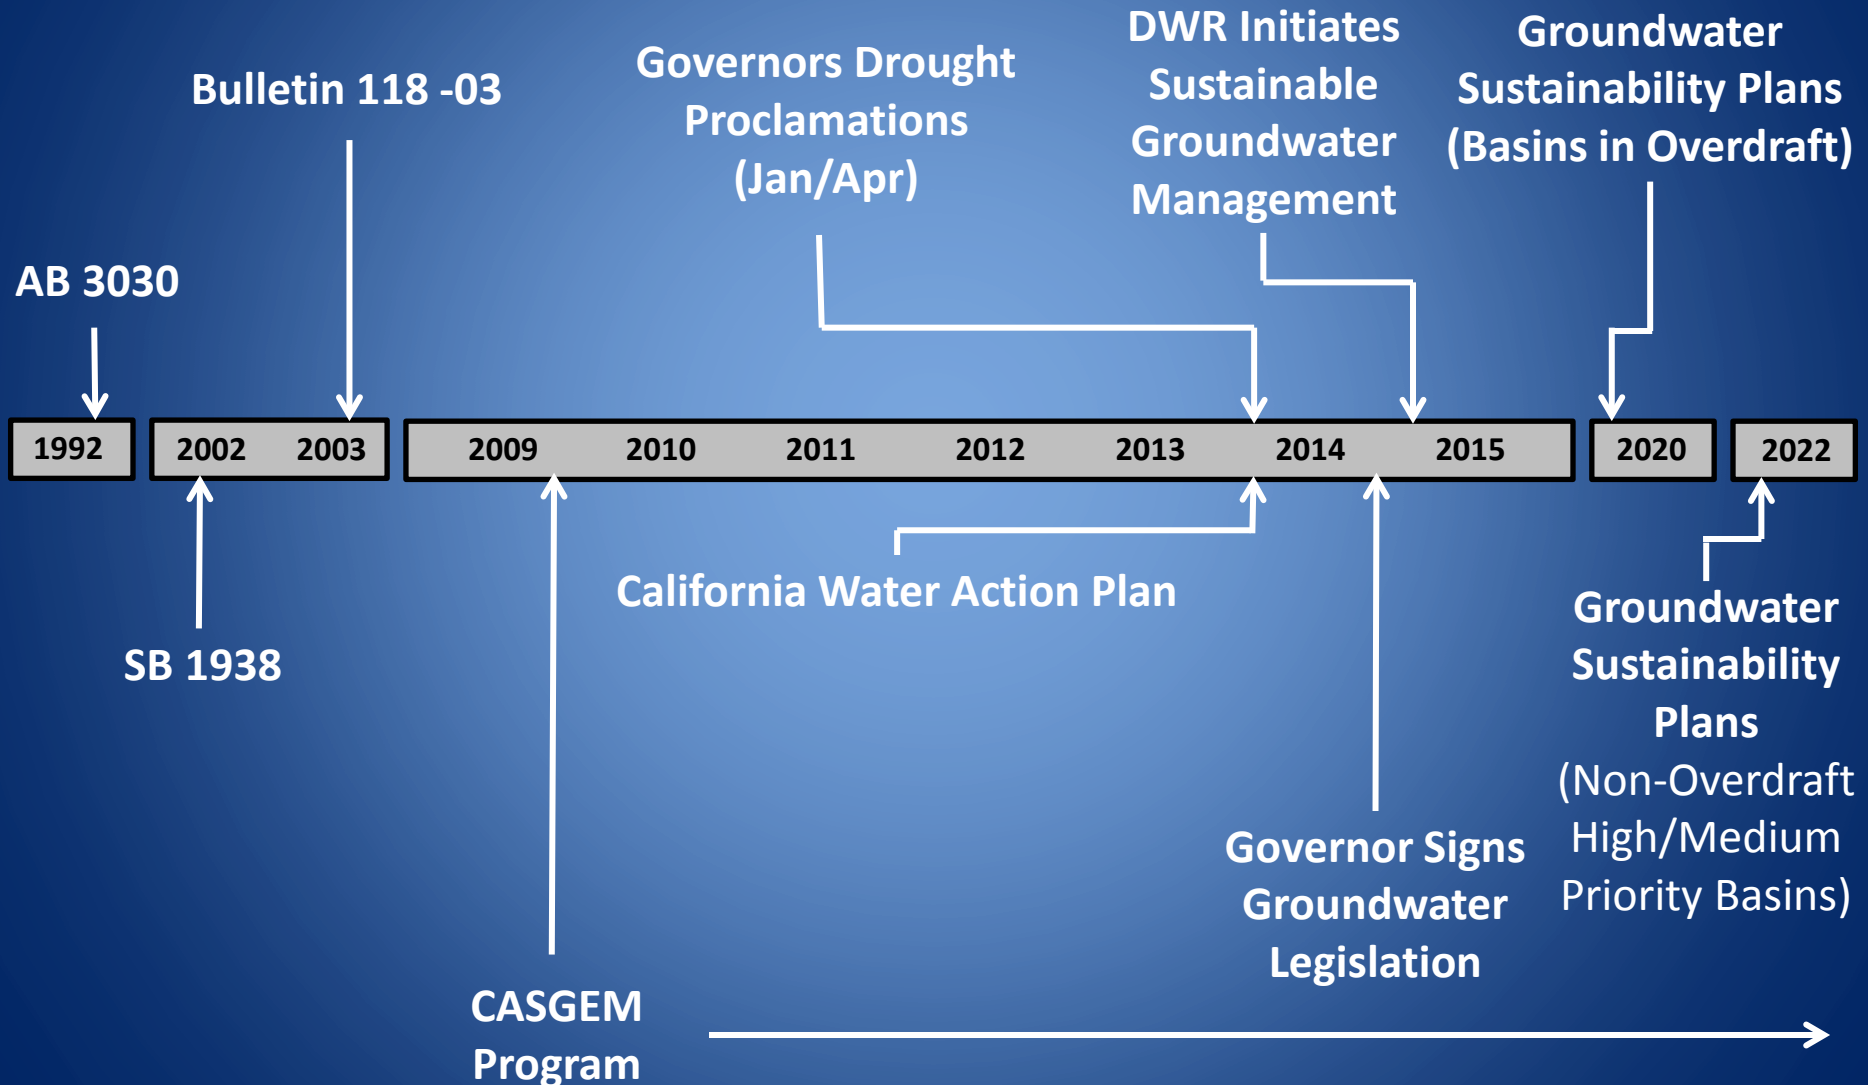 Bulletin 118 -03
Governors Drought
Proclamations
(Jan/Apr)
DWR Initiates
Sustainable
Groundwater
Management
Groundwater
Sustainability Plans
(Basins in Overdraft)
AB 3030
1992 2002 2003 2009 2010 2011 2012 2013 2014 2015 2020 2022
SB 1938
California Water Action Plan
CASGEM
Program
Governor Signs
Groundwater
Legislation
Groundwater
Sustainability
Plans
(Non-Overdraft
High/Medium
Priority Basins)